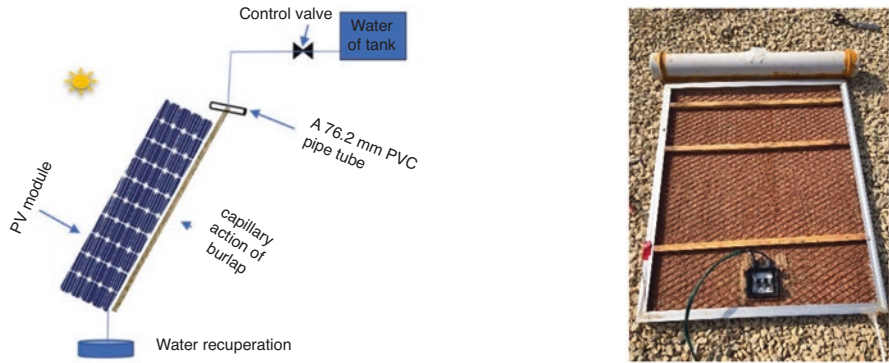 Control valve
Water
of tank
A 76.2 mm PVC
pipe tube
PV module
capillary
action of
burlap
Water recuperation